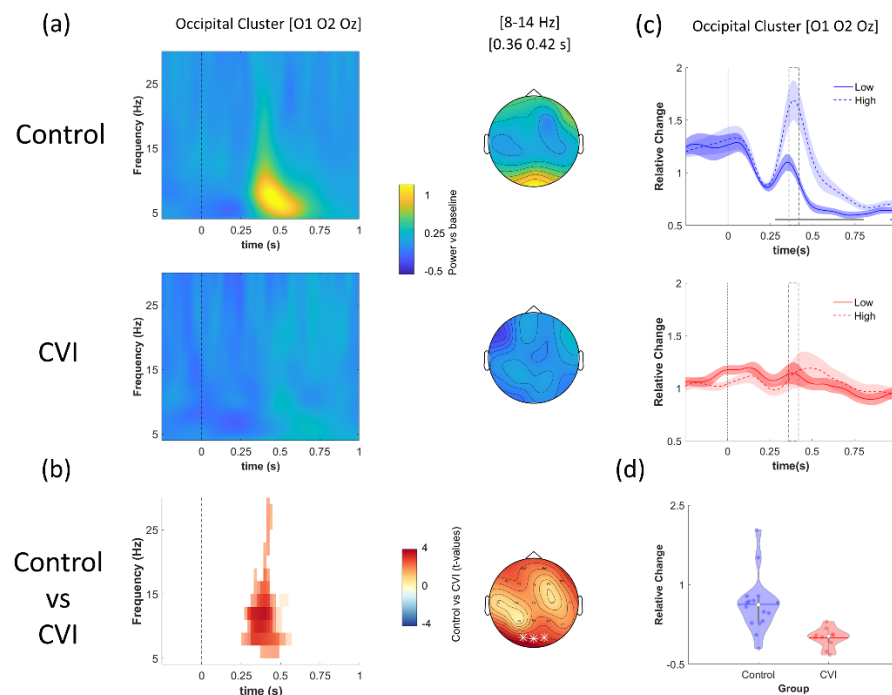 (a)
Occipital Cluster [O1 O2 Oz]
[8-14 Hz]
[0.36 0.42 s]
(c)
Occipital Cluster [O1 O2 Oz]
Control
Frequency (Hz)
25
15
5
0
0.25
0.5
0.75
1
time (s)
1
0.25
-0.5
Power vs baseline
2
1.5
1
0.5
Relative Change
Low
High
0
0.25
0.5
0.75
time(s)
CVI
Frequency (Hz)
25
15
5
0
0.25
0.5
0.75
1
time (s)
2
1.5
1
0.5
Relative Change
Low
High
0
0.25
0.5
0.75
time(s)
(b)
(d)
Control
vs
CVI
Frequency (Hz)
25
15
5
0
0.25
0.5
0.75
1
time (s)
4
2
0
-2
-4
Control vs CVI (t-values)
***
2.5
1
-0.5
Relative Change
Control
CVI
Group